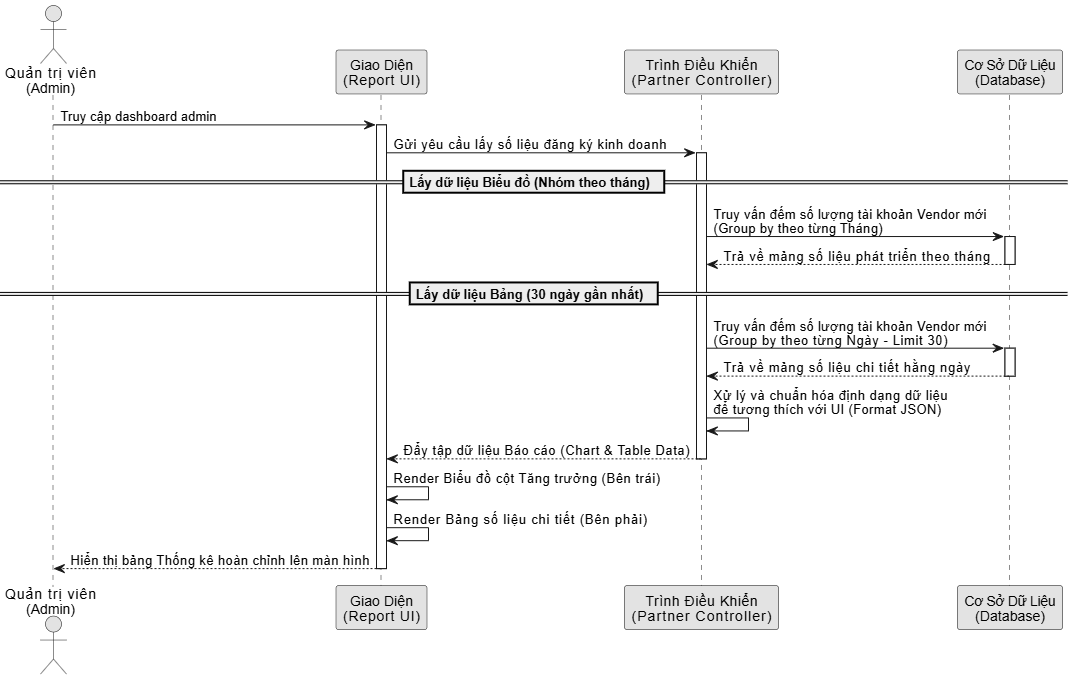 Quản trị viên
(Admin)
Giao Diện
(Report UI)
Trình Điều Khiển
(Partner Controller)
Cơ Sở Dữ Liệu
(Database)
Truy cập dashboard admin
Gửi yêu cầu lấy số liệu đăng ký kinh doanh
Lấy dữ liệu Biểu đồ (Nhóm theo tháng)
Truy vấn đếm số lượng tài khoản Vendor mới
(Group by theo từng Tháng)
Trả về mảng số liệu phát triển theo tháng
Lấy dữ liệu Bảng (30 ngày gần nhất)
Truy vấn đếm số lượng tài khoản Vendor mới
(Group by theo từng Ngày - Limit 30)
Trả về mảng số liệu chi tiết hằng ngày
Xử lý và chuẩn hóa định dạng dữ liệu
để tương thích với UI (Format JSON)
Đẩy tập dữ liệu Báo cáo (Chart & Table Data)
Render Biểu đồ cột Tăng trưởng (Bên trái)
Render Bảng số liệu chi tiết (Bên phải)
Hiển thị bảng Thống kê hoàn chỉnh lên màn hình
Quản trị viên
(Admin)
Giao Diện
(Report UI)
Trình Điều Khiển
(Partner Controller)
Cơ Sở Dữ Liệu
(Database)